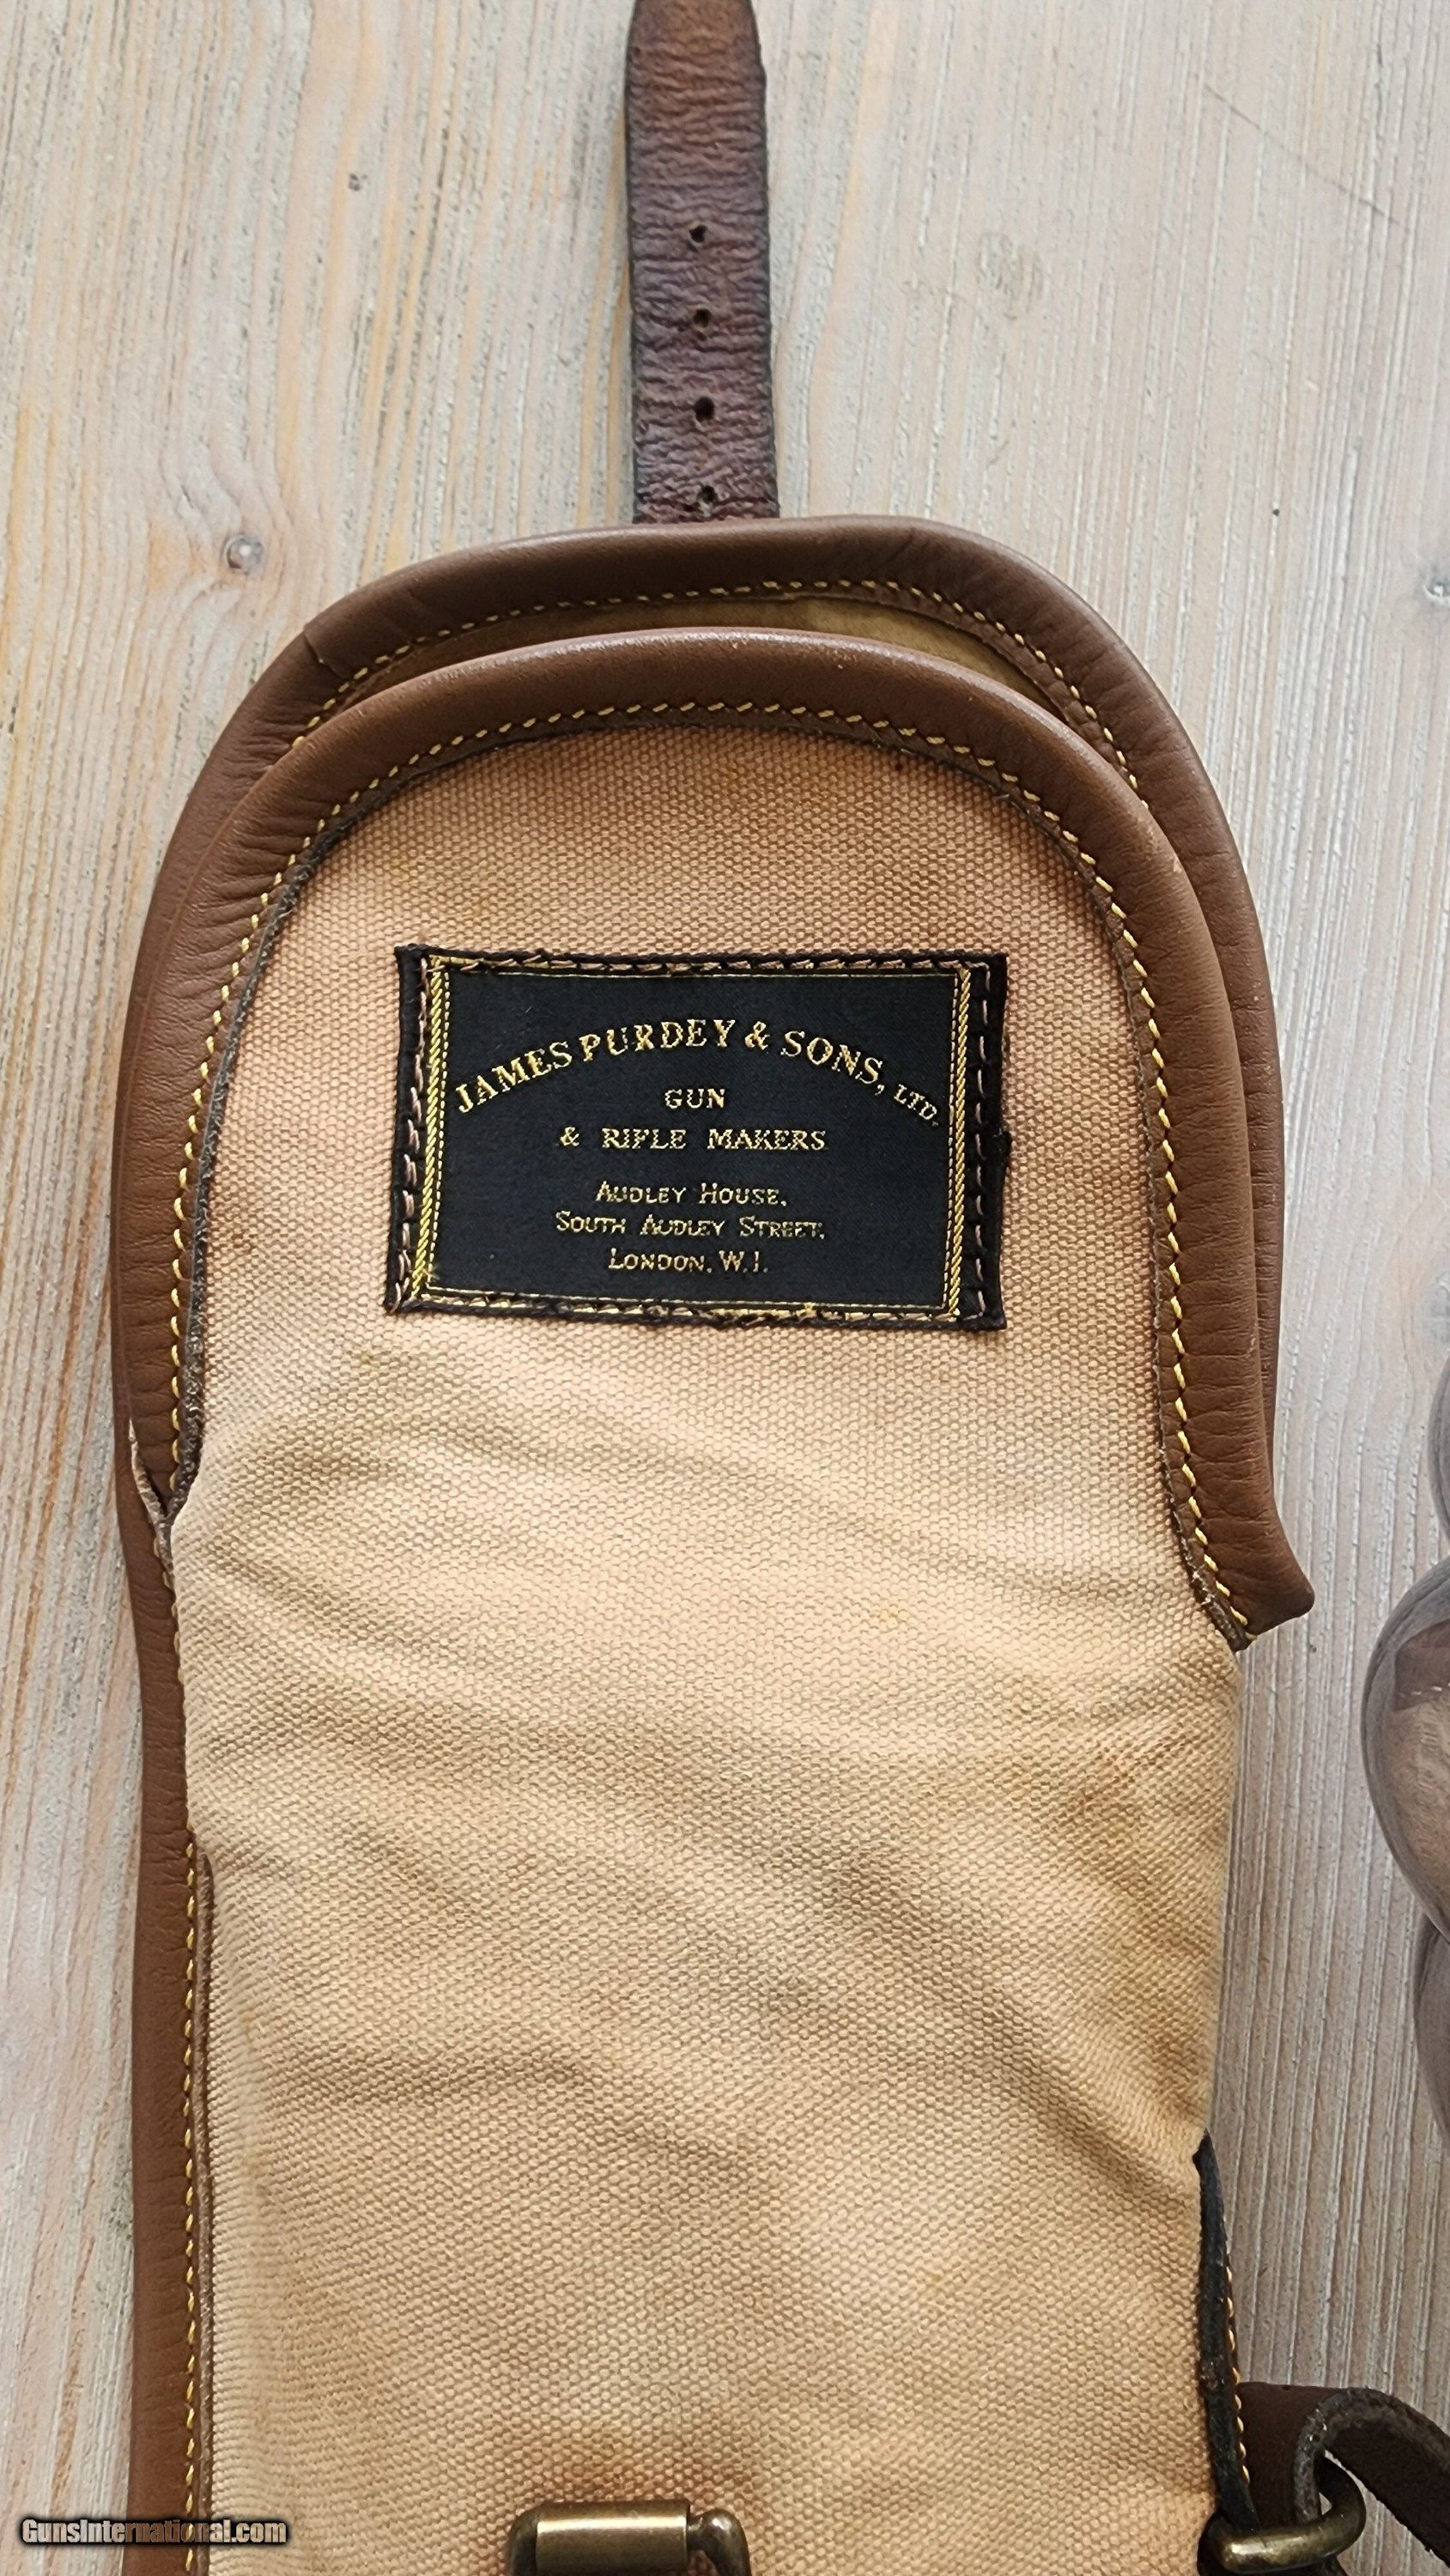 JAMES PURDEY & SONS, LTD.
GUN
& RIFLE MAKERS
AUDLEY HOUSE,
SOUTH AUDLEY STREET,
LONDON, W.1.
GunsInternational.com